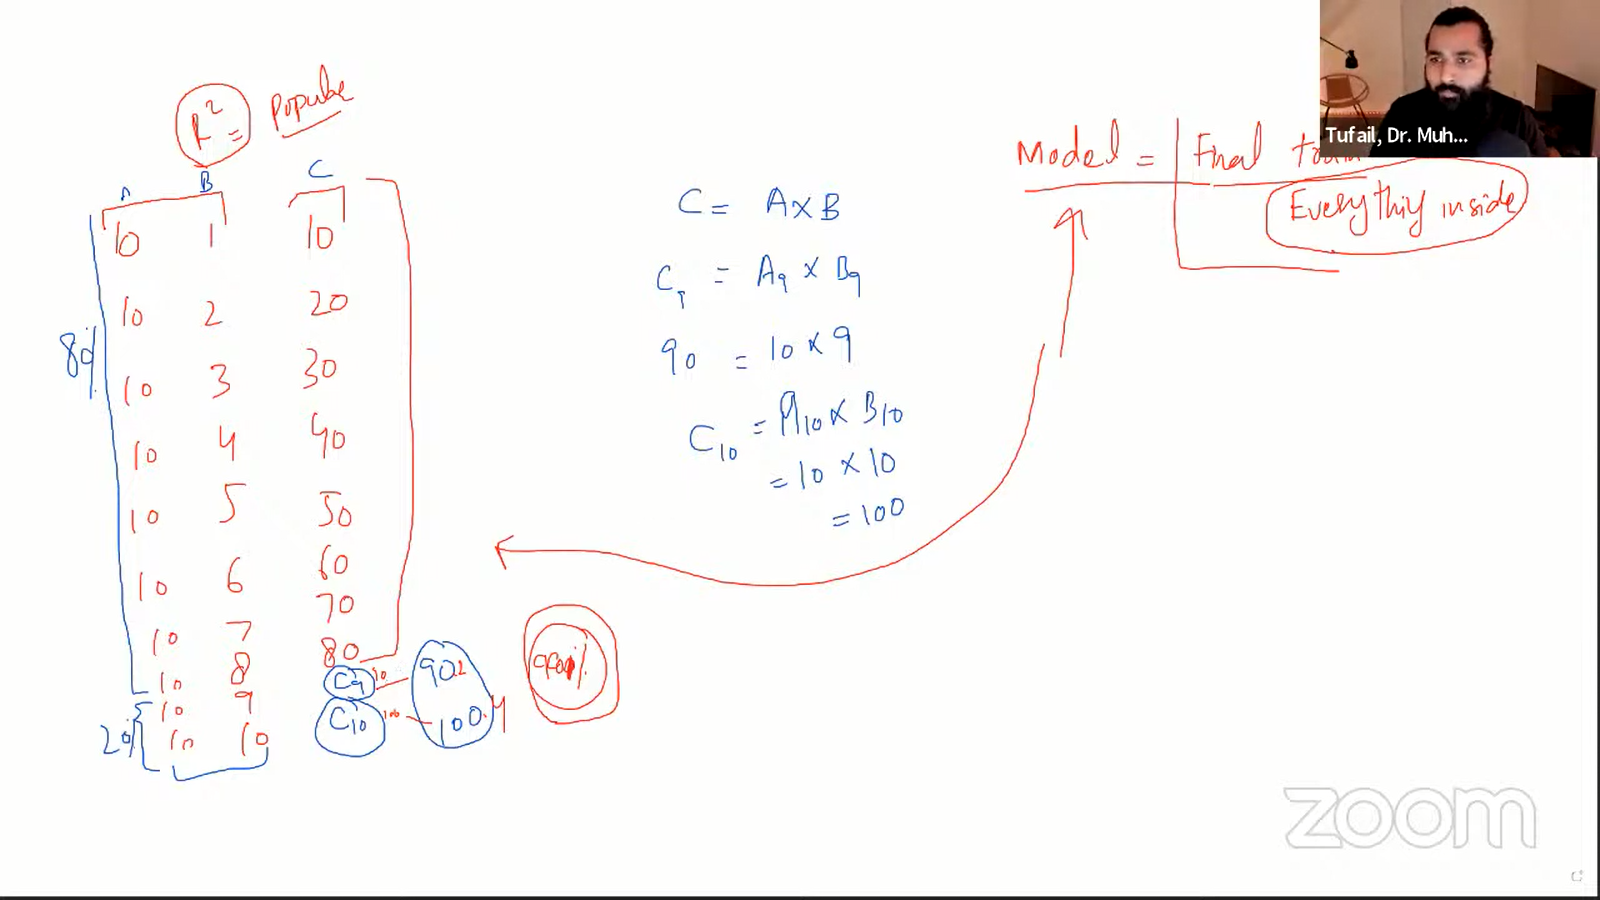 R² =
Popular
A B C
10 1 10
10 2 20
10 3 30
10 4 40
10 5 50
10 6 60
10 7 70
10 8 80
10 9 C9 90 90.2
10 10 C10 100 100.4
80%
20%
C = A × B
C9 = A9 × B9
90 = 10 × 9
C10 = A10 × B10
= 10 × 10
= 100
Model = Final
Everything inside
Tufail, Dr. Muh...
zoom